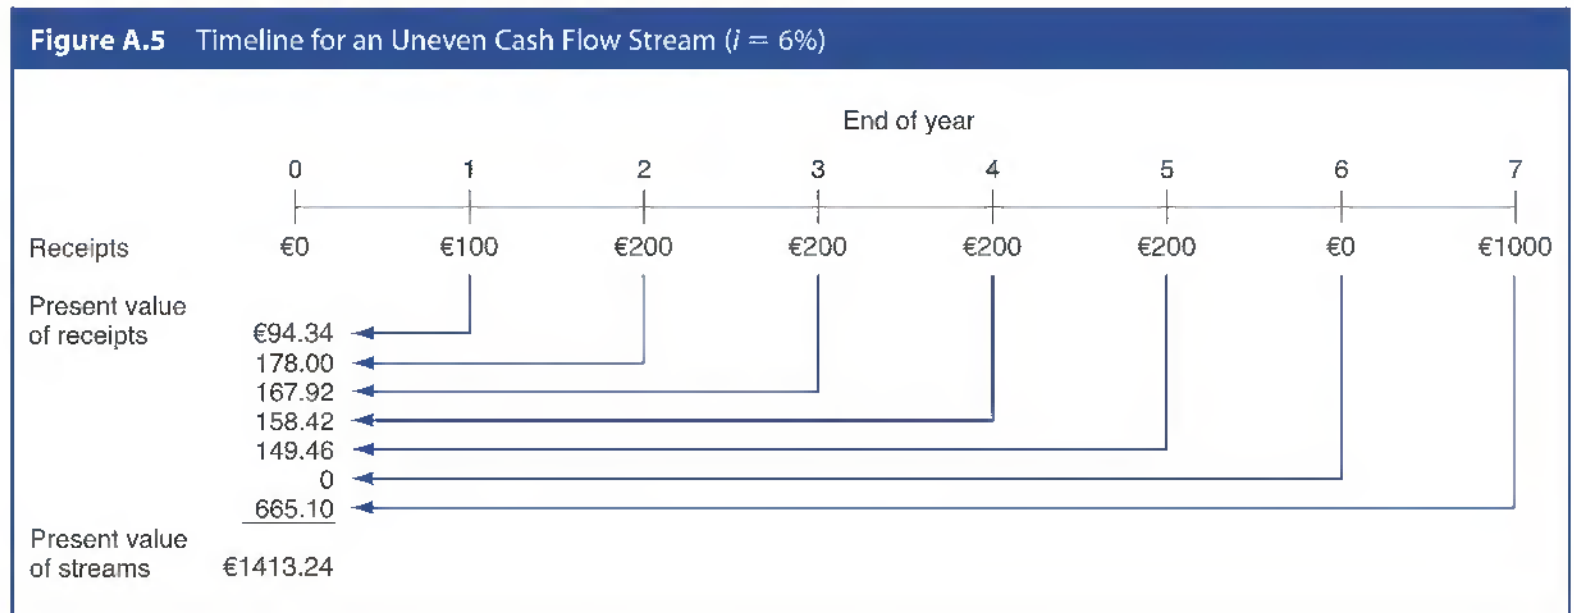 Figure A.5 Timeline for an Uneven Cash Flow Stream (i = 6%)
End of year
0 1 2 3 4 5 6 7
Receipts €0 €100 €200 €200 €200 €200 €0 €1000
Present value
of receipts €94.34
178.00
167.92
158.42
149.46
0
665.10
Present value
of streams €1413.24